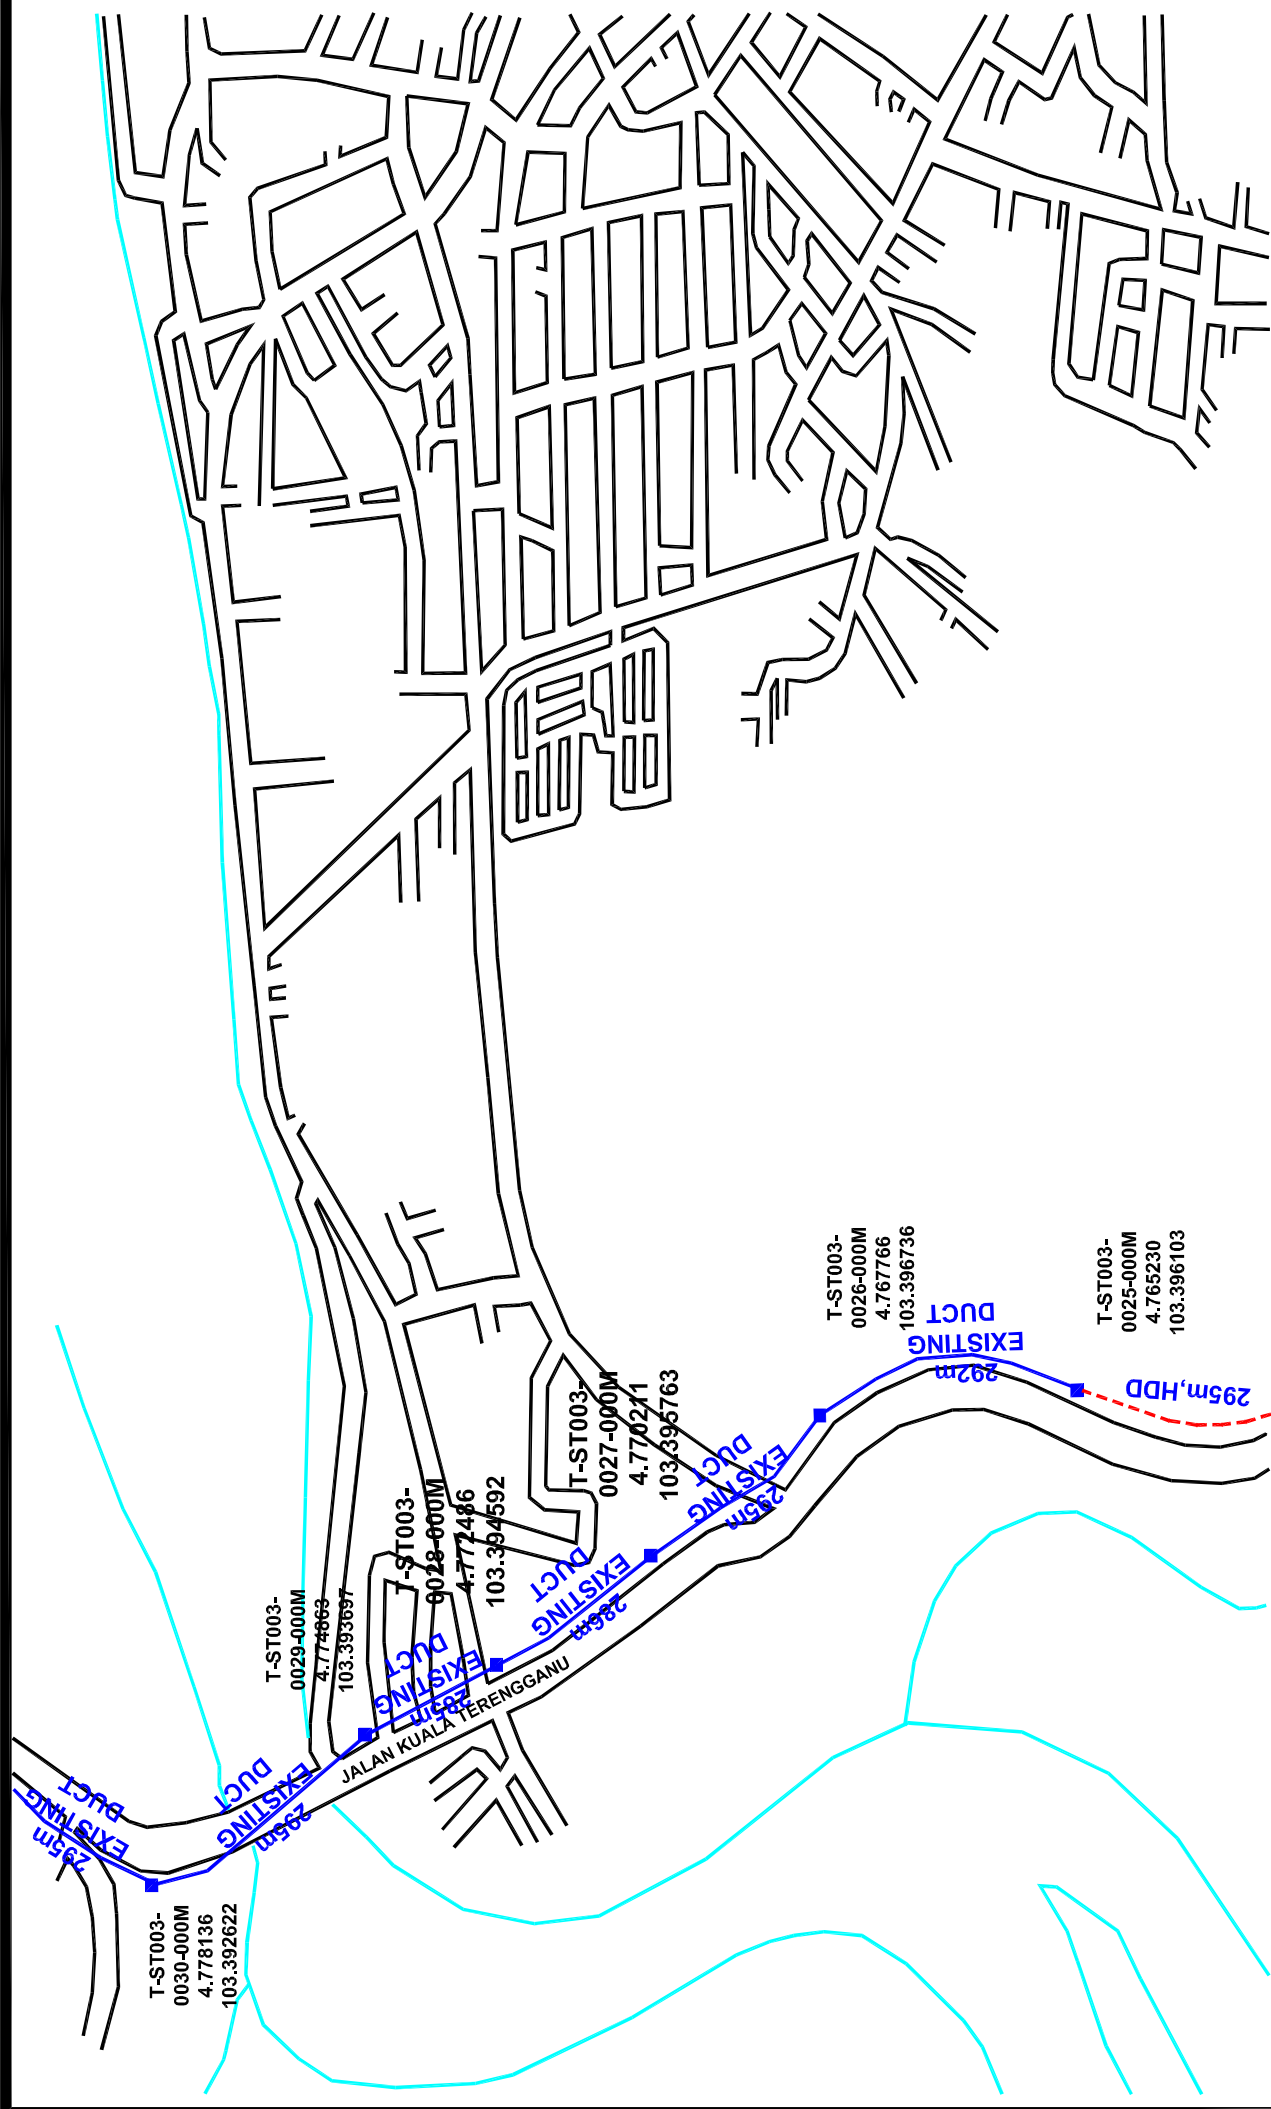 T-ST003-
0026-000M
4.767766
103.396736
T-ST003-
0025-000M
4.765230
103.396103
EXISTING
DUCT
292m
295m,HDD
T-ST003-
0027-000M
4.770211
103.395763
EXISTING
DUCT
295m
T-ST003-
0028-000M
4.772486
103.394592
EXISTING
DUCT
286m
T-ST003-
0029-000M
4.774863
103.393697
EXISTING
DUCT
285m
JALAN KUALA TERENGGANU
EXISTING
DUCT
295m
EXISTING
DUCT
295m
T-ST003-
0030-000M
4.778136
103.392622